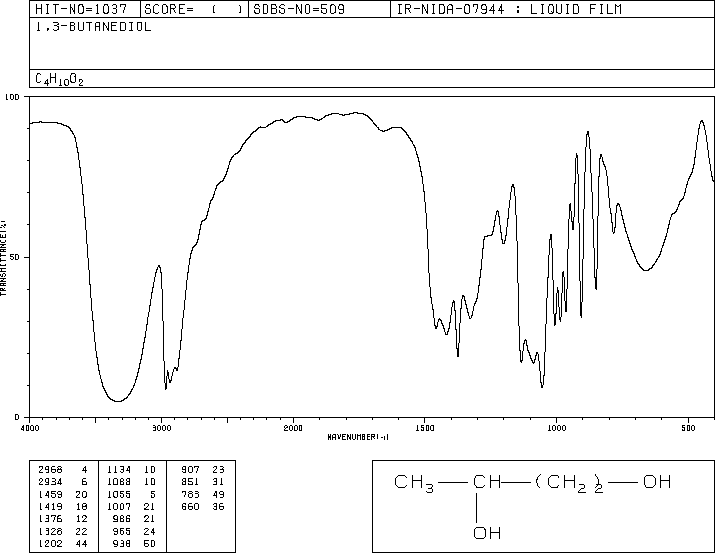 HIT-NO=1037 SCORE= ( ) SDBS-NO=509 IR-NIDA-07944 : LIQUID FILM
1,3-BUTANEDIOL
C4H10O2
100
TRANSMITTANCE(%)
50
0
4000 3000 2000 1500 1000 500
WAVENUMBER(-1)
2968 4 1134 10 907 23
2934 6 1088 10 851 31
1459 20 1055 5 783 49
1419 18 1007 21 660 36
1376 12 986 21
1328 22 965 24
1202 44 938 60
CH3 CH (CH2)2 OH
OH